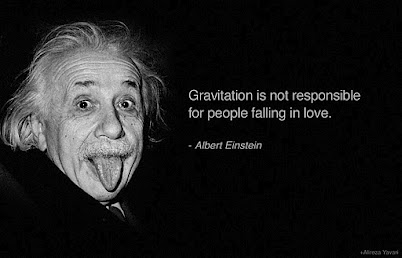 Gravitation is not responsible
for people falling in love.
- Albert Einstein